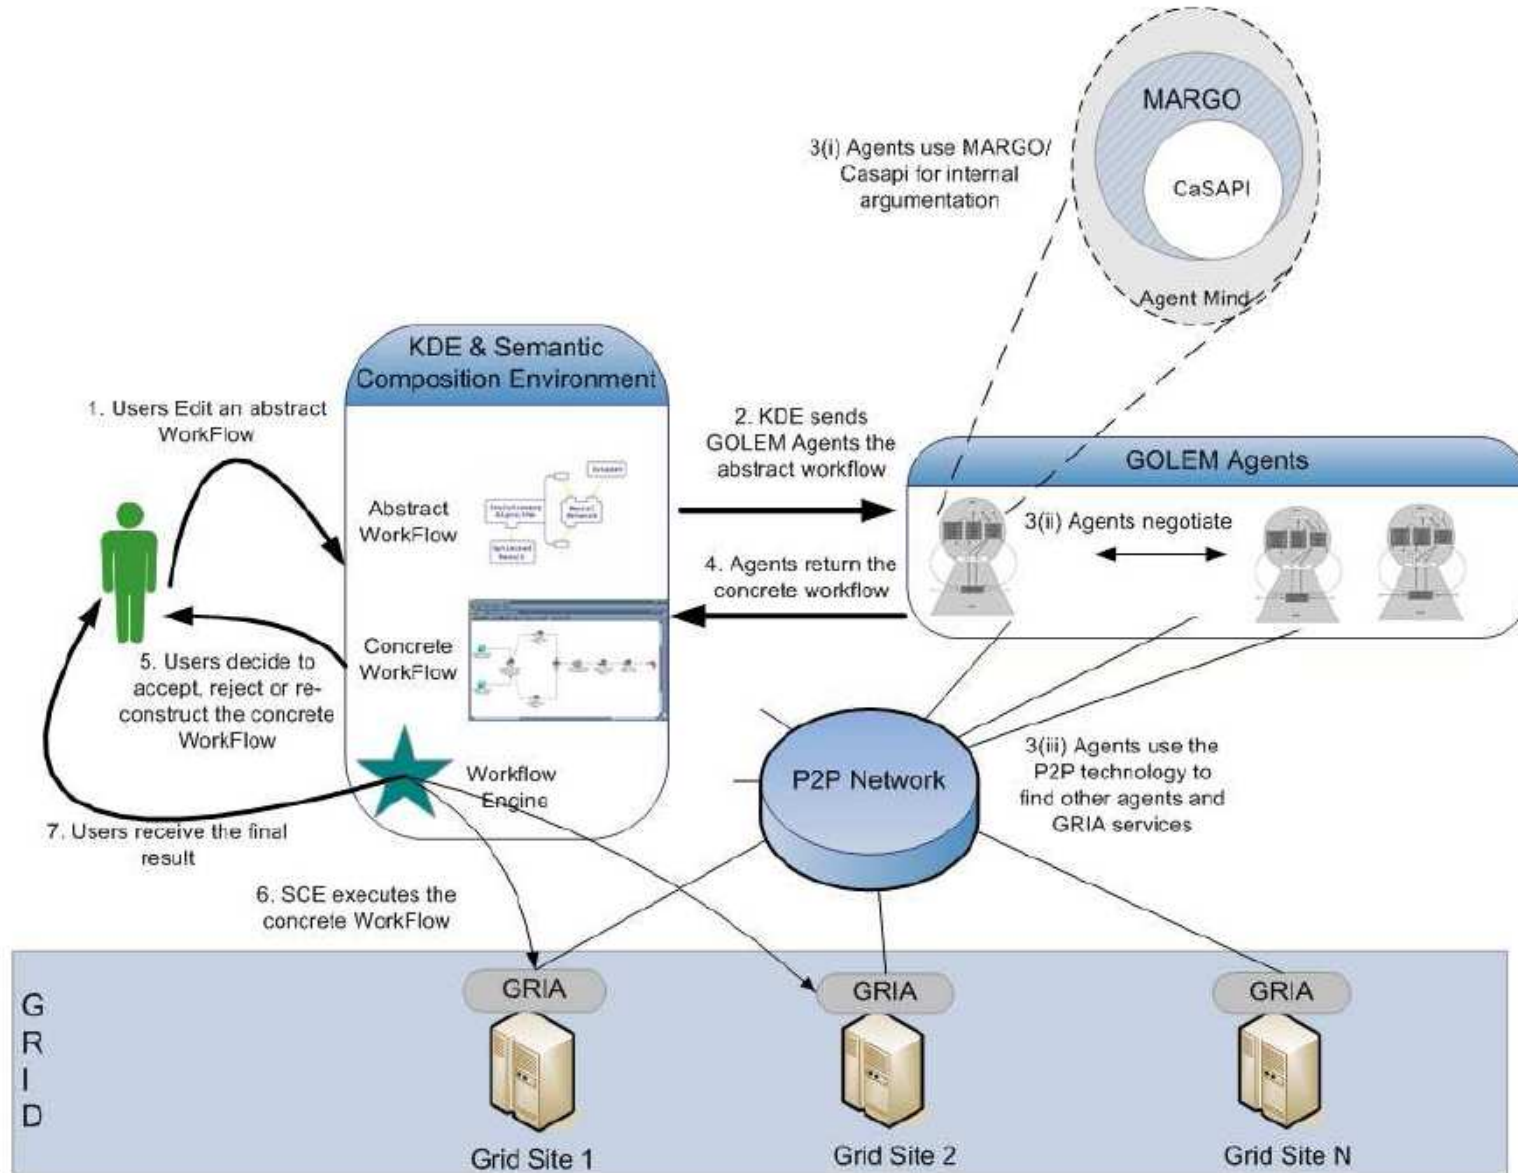 MARGO
CaSAPI
Agent Mind
3(i) Agents use MARGO/
Casapi for internal
argumentation
KDE & Semantic
Composition Environment
1. Users Edit an abstract
WorkFlow
2. KDE sends
GOLEM Agents the
abstract workflow
GOLEM Agents
Abstract
WorkFlow
3(ii) Agents negotiate
4. Agents return the
concrete workflow
Concrete
WorkFlow
5. Users decide to
accept, reject or re-
construct the concrete
WorkFlow
Workflow
Engine
P2P Network
3(iii) Agents use the
P2P technology to
find other agents and
GRIA services
7. Users receive the final
result
6. SCE executes the
concrete WorkFlow
GRID
GRIA
GRIA
GRIA
Grid Site 1
Grid Site 2
Grid Site N